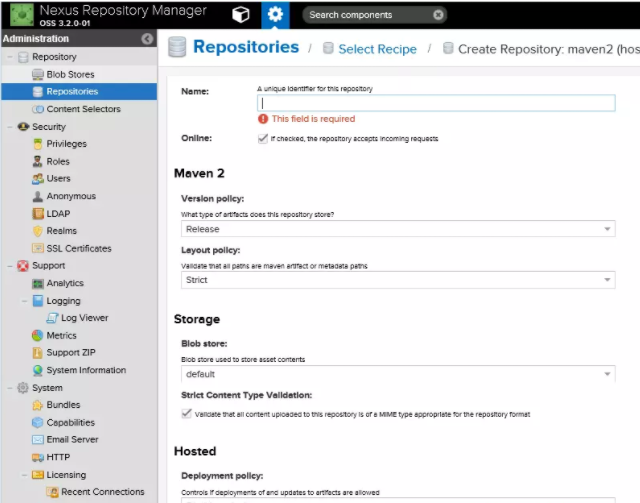 Nexus Repository Manager
OSS 3.2.0-01
Search components
Administration
Repositories / Select Recipe / Create Repository: maven2 (hos
Repository
Blob Stores
Repositories
Content Selectors
Security
Privileges
Roles
Users
Anonymous
LDAP
Realms
SSL Certificates
Support
Analytics
Logging
Log Viewer
Metrics
Support ZIP
System Information
System
Bundles
Capabilities
Email Server
HTTP
Licensing
Recent Connections
Name:
A unique identifier for this repository
This field is required
Online:
If checked, the repository accepts incoming requests
Maven 2
Version policy:
What type of artifacts does this repository store?
Release
Layout policy:
Validate that all paths are maven artifact or metadata paths
Strict
Storage
Blob store:
Blob store used to store asset contents
default
Strict Content Type Validation:
Validate that all content uploaded to this repository is of a MIME type appropriate for the repository format
Hosted
Deployment policy:
Controls if deployments of and updates to artifacts are allowed